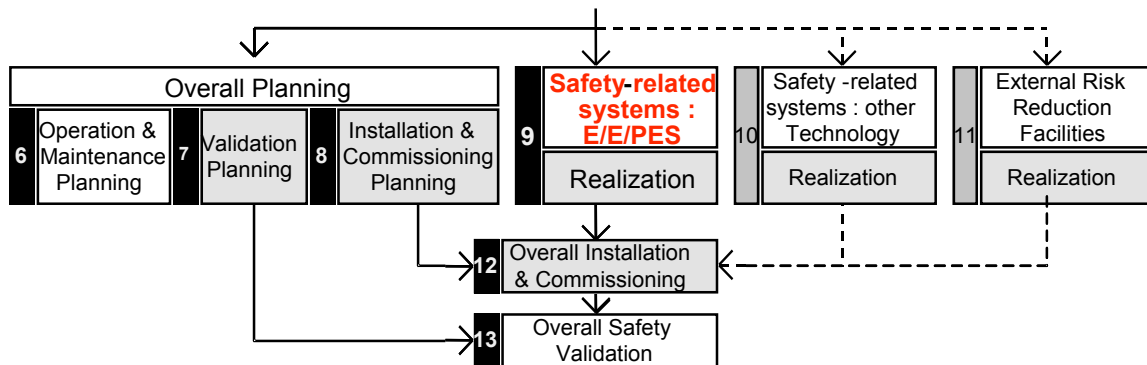 Overall Planning
6
Operation &
Maintenance
Planning
7
Validation
Planning
8
Installation &
Commissioning
Planning
9
Safety-related
systems :
E/E/PES
Realization
10
Safety -related
systems : other
Technology
Realization
11
External Risk
Reduction
Facilities
Realization
12
Overall Installation
& Commissioning
13
Overall Safety
Validation